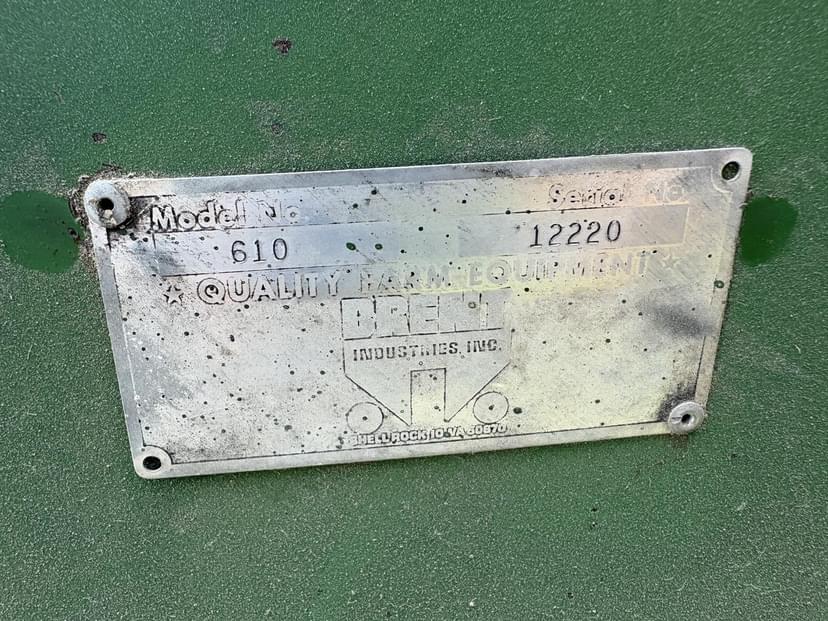 Model No. Serial No.
610 12220
☆ QUALITY FARM EQUIPMENT ☆
BRENT
INDUSTRIES, INC.
SHELL ROCK, IOWA 50670